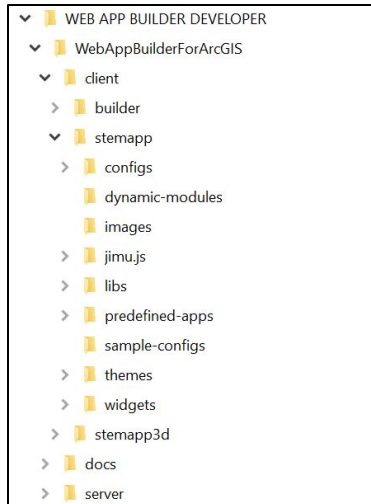 WEB APP BUILDER DEVELOPER
WebAppBuilderForArcGIS
client
builder
stemapp
configs
dynamic-modules
images
jimu.js
libs
predefined-apps
sample-configs
themes
widgets
stemapp3d
docs
server